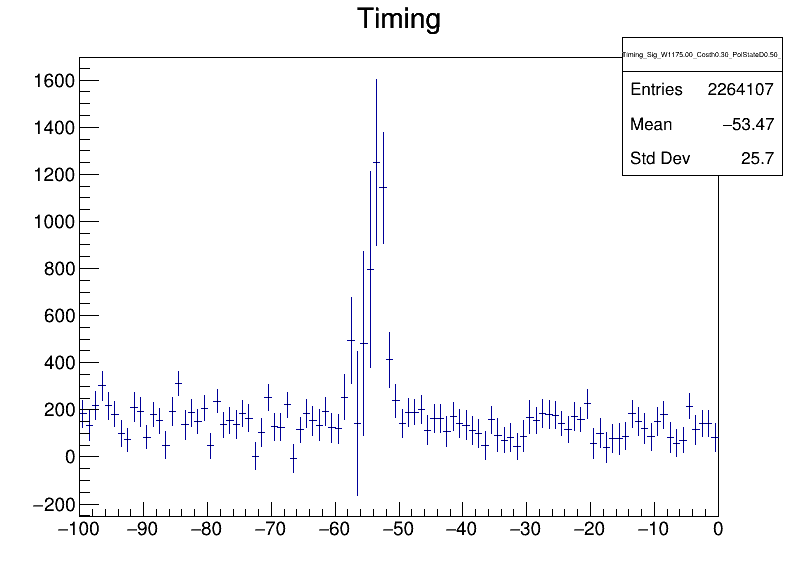 Timing
Timing_Sig_W1175.00_Costh0.30_PolStateD0.50_
Entries 2264107
Mean −53.47
Std Dev 25.7
1600
1400
1200
1000
800
600
400
200
0
−200
−100 −90 −80 −70 −60 −50 −40 −30 −20 −10 0